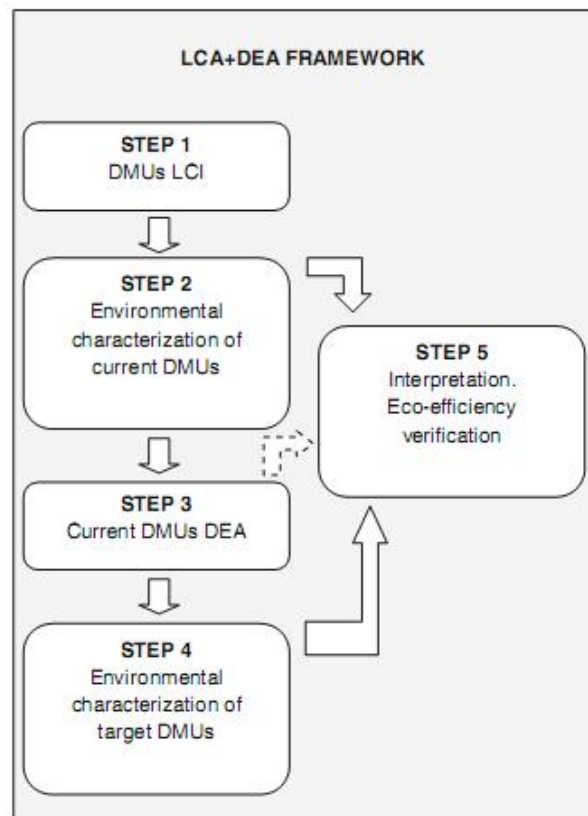 LCA+DEA FRAMEWORK
STEP 1
DMUs LCI
STEP 2
Environmental
characterization of
current DMUs
STEP 3
Current DMUs DEA
STEP 4
Environmental
characterization of
target DMUs
STEP 5
Interpretation.
Eco-efficiency
verification